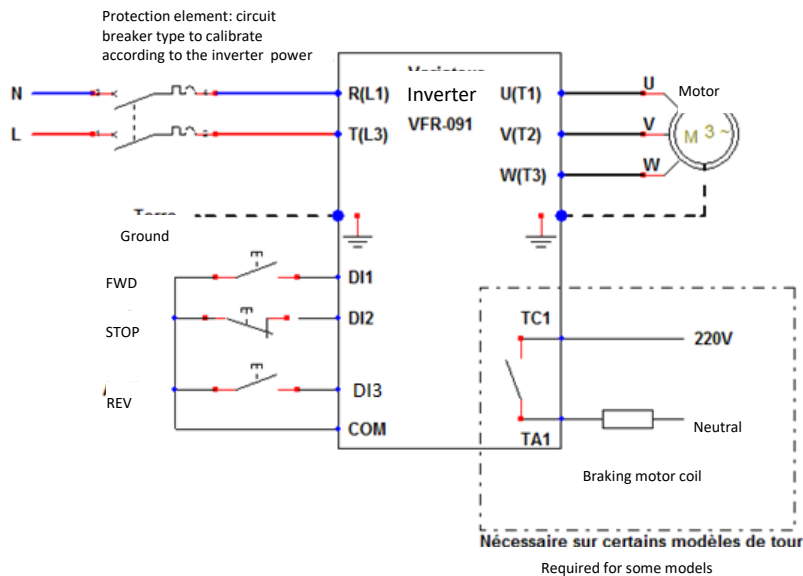 Protection element: circuit
breaker type to calibrate
according to the inverter power
N
R(L1)
Inverter
U(T1)
U
Motor
L
T(L3)
VFR-091
V(T2)
V
M 3 ~
W(T3)
W
Ground
FWD
DI1
STOP
DI2
TC1
220V
REV
DI3
COM
TA1
Neutral
Braking motor coil
Nécessaire sur certains modèles de tour
Required for some models